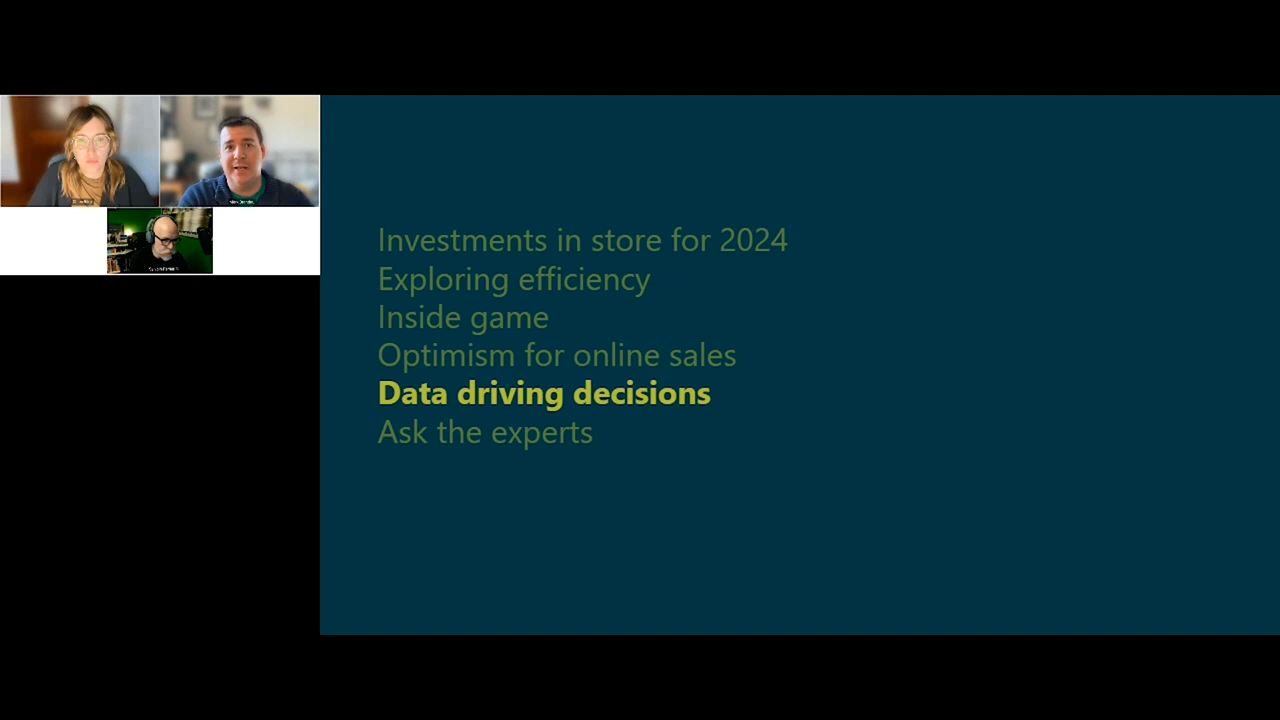 Investments in store for 2024
Exploring efficiency
Inside game
Optimism for online sales
Data driving decisions
Ask the experts